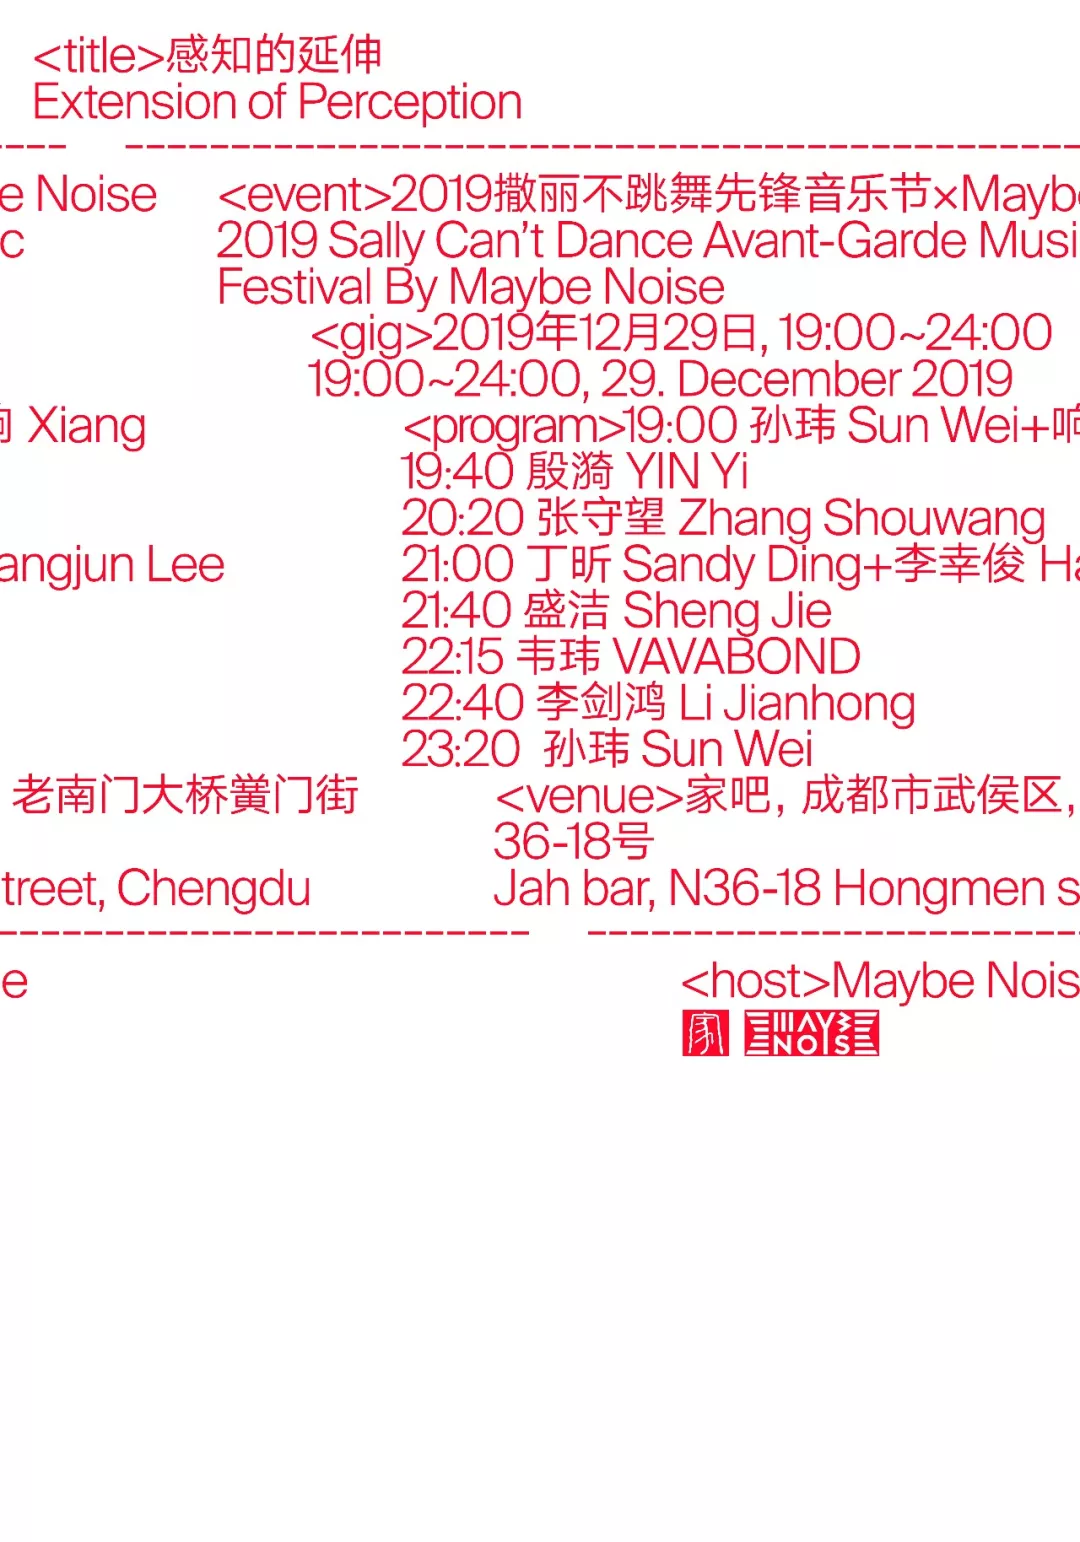 <title>感知的延伸
Extension of Perception
e Noise <event>2019撒丽不跳舞先锋音乐节×Maybe
c 2019 Sally Can't Dance Avant-Garde Musi
Festival By Maybe Noise
<gig>2019年12月29日, 19:00~24:00
19:00~24:00, 29. December 2019
Xiang <program>19:00 孙玮 Sun Wei+响
19:40 殷漪 YIN Yi
20:20 张守望 Zhang Shouwang
angjun Lee 21:00 丁昕 Sandy Ding+李幸俊 Ha
21:40 盛洁 Sheng Jie
22:15 韦玮 VAVABOND
22:40 李剑鸿 Li Jianhong
23:20 孙玮 Sun Wei
老南门大桥黉门街 <venue>家吧, 成都市武侯区,
36-18号
treet, Chengdu Jah bar, N36-18 Hongmen s
e <host>Maybe Nois
家 MAYBE
NOISE